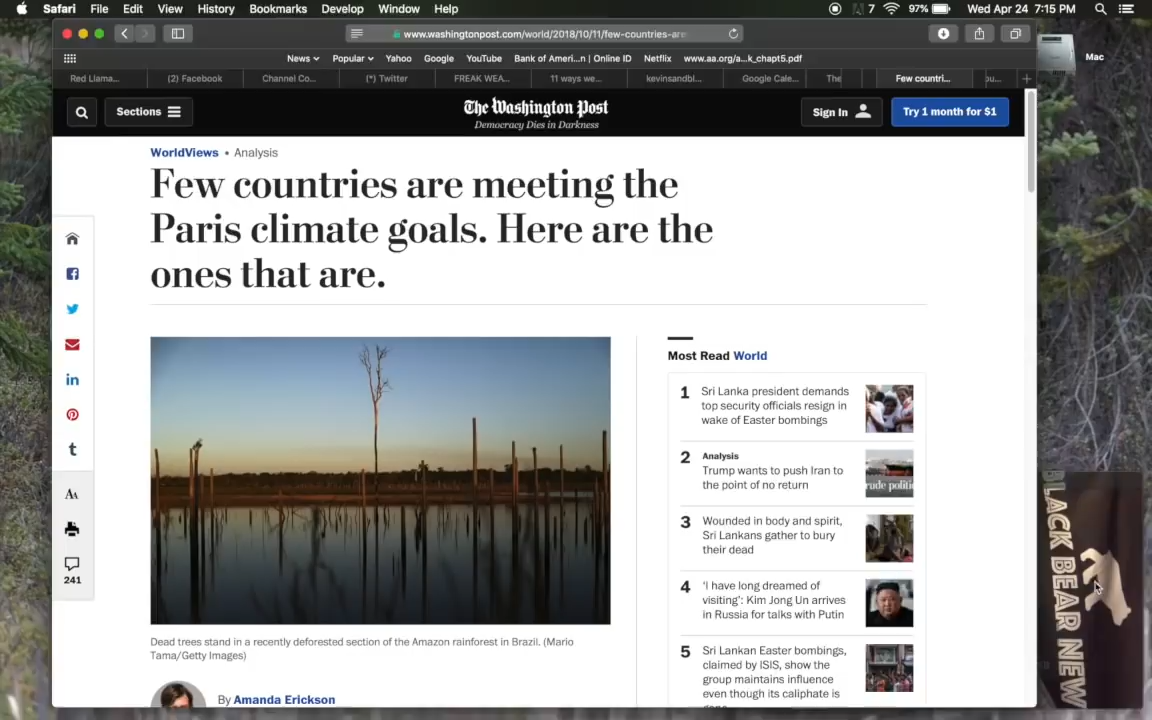 Safari File Edit View History Bookmarks Develop Window Help 7 97% Wed Apr 24 7:15 PM
www.washingtonpost.com/world/2018/10/11/few-countries-are
News Popular Yahoo Google YouTube Bank of Ameri...n | Online ID Netflix www.aa.org/a...k_chapt5.pdf
Mac
Red Llama... (2) Facebook Channel Co... (*) Twitter FREAK WEA... 11 ways we... kevinsandbl... Google Cale... The Few countri... ou...
Sections
The Washington Post
Democracy Dies in Darkness
Sign In
Try 1 month for $1
WorldViews • Analysis
Few countries are meeting the
Paris climate goals. Here are the
ones that are.
AA
241
Dead trees stand in a recently deforested section of the Amazon rainforest in Brazil. (Mario
Tama/Getty Images)
By Amanda Erickson
Most Read World
1 Sri Lanka president demands
top security officials resign in
wake of Easter bombings
2 Analysis
Trump wants to push Iran to
the point of no return
rude politi
3 Wounded in body and spirit,
Sri Lankans gather to bury
their dead
4 ‘I have long dreamed of
visiting’: Kim Jong Un arrives
in Russia for talks with Putin
5 Sri Lankan Easter bombings,
claimed by ISIS, show the
group maintains influence
even though its caliphate is
gone
LACK BEAR NEW